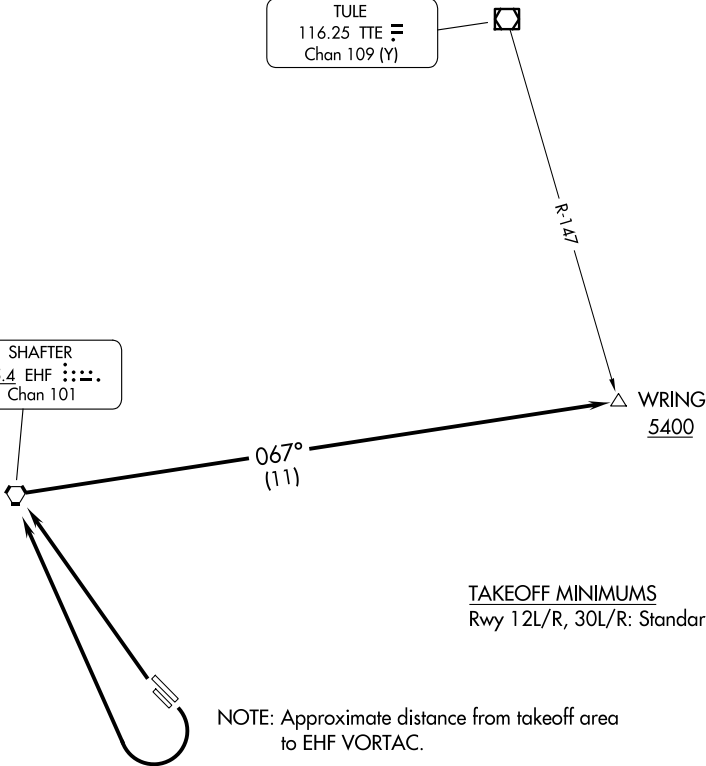 TULE
116.25 TTE
Chan 109 (Y)
R-147
SHAFTER
.4 EHF
Chan 101
WRING
5400
067°
(11)
TAKEOFF MINIMUMS
Rwy 12L/R, 30L/R: Standar
NOTE: Approximate distance from takeoff area
to EHF VORTAC.